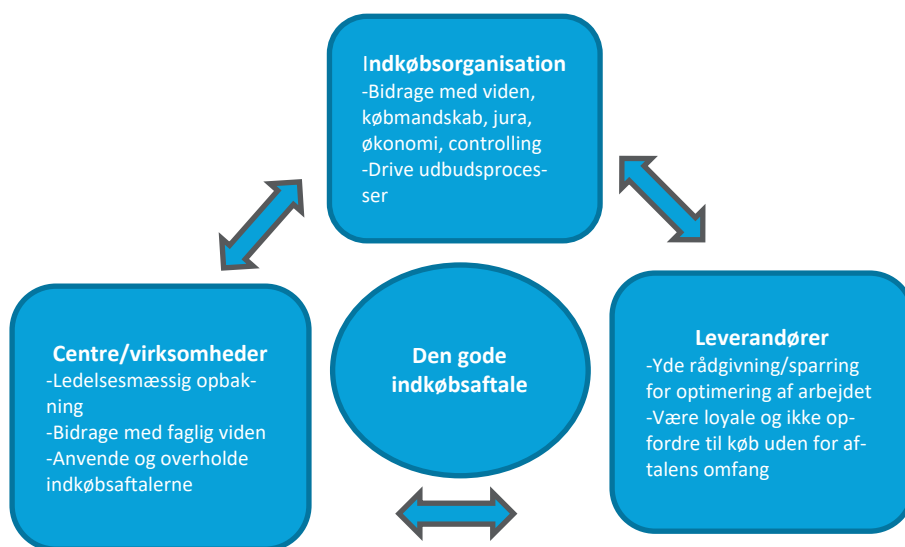 Indkøbsorganisation
-Bidrage med viden,
købmandskab, jura,
økonomi, controlling
-Drive udbudsproces-
ser
Centre/virksomheder
-Ledelsesmæssig opbak-
ning
-Bidrage med faglig viden
-Anvende og overholde
indkøbsaftalerne
Den gode
indkøbsaftale
Leverandører
-Yde rådgivning/sparring
for optimering af arbejdet
-Være loyale og ikke op-
fordre til køb uden for af-
talens omfang